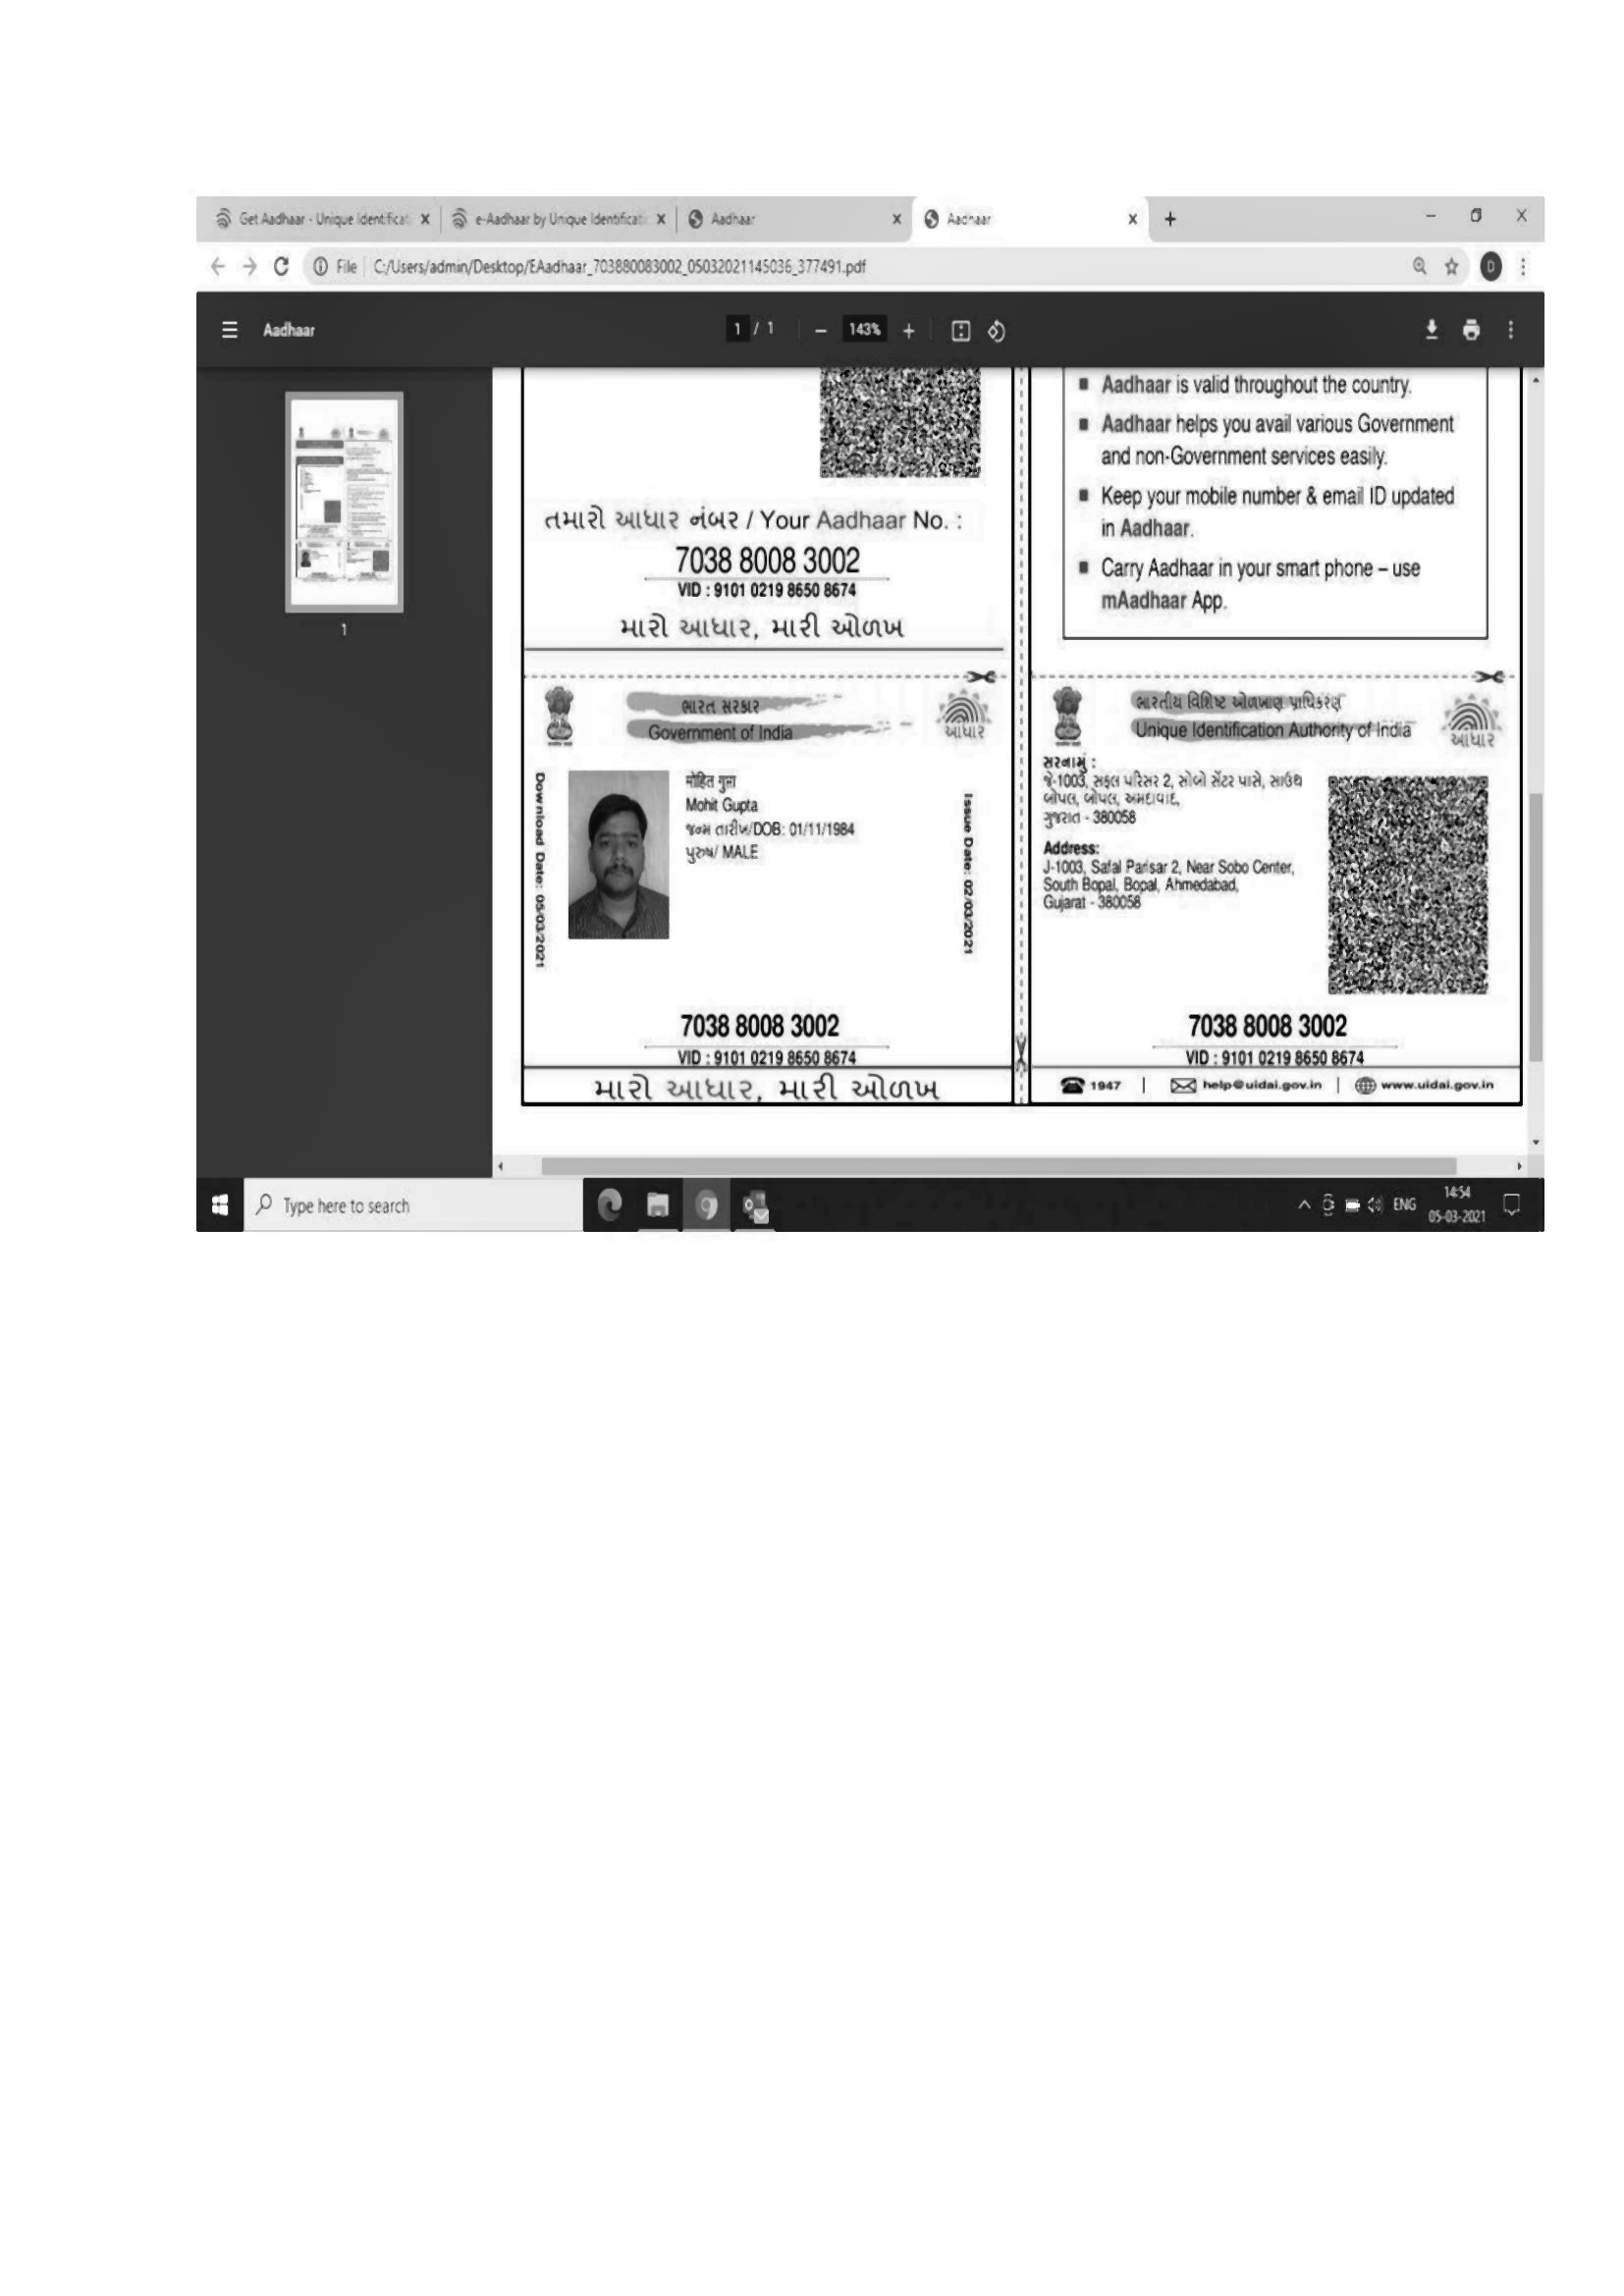 Get Aadhaar - Unique Identificati
e-Aadhaar by Unique Identificatio
Aadhaar
Aadhaar
File C:/Users/admin/Desktop/EAadhaar_703880083002_05032021145036_377491.pdf
Aadhaar
1 / 1
143%
1
તમારો આધાર નંબર / Your Aadhaar No. :
7038 8008 3002
VID : 9101 0219 8650 8674
મારો આધાર, મારી ઓળખ
Aadhaar is valid throughout the country.
Aadhaar helps you avail various Government
and non-Government services easily.
Keep your mobile number & email ID updated
in Aadhaar.
Carry Aadhaar in your smart phone – use
mAadhaar App.
ભારત સરકાર
Government of India
આધાર
Download Date: 05/03/2021
मोहित गुप्ता
Mohit Gupta
જન્મ તારીખ/DOB: 01/11/1984
પુરુષ/ MALE
Issue Date: 02/03/2021
7038 8008 3002
VID : 9101 0219 8650 8674
મારો આધાર, મારી ઓળખ
ભારતીય વિશિષ્ટ ઓળખાણ પ્રાધિકરણ
Unique Identification Authority of India
આધાર
સરનામું :
જે-1003, સફલ પરિસર 2, સોબો સેંટર પાસે, સાઉથ
બોપલ, બોપલ, અમદાવાદ,
ગુજરાત - 380058
Address:
J-1003, Safal Parisar 2, Near Sobo Center,
South Bopal, Bopal, Ahmedabad,
Gujarat - 380058
7038 8008 3002
VID : 9101 0219 8650 8674
1947 | help@uidai.gov.in | www.uidai.gov.in
Type here to search
ENG
14:54
05-03-2021